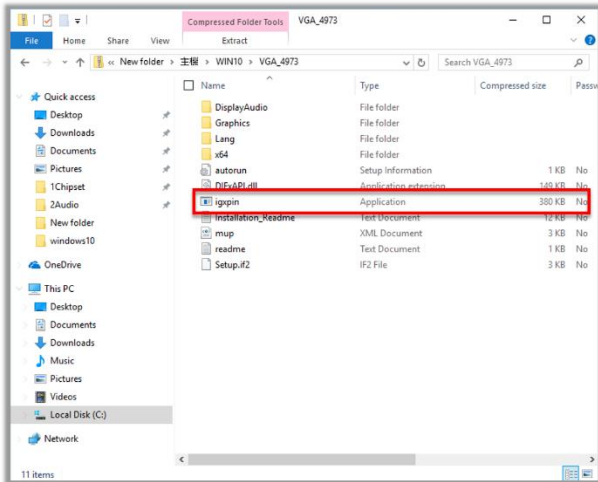 Compressed Folder Tools VGA_4973
File Home Share View Extract
« New folder > 主機 > WIN10 > VGA_4973 Search VGA_4973
Name Type Compressed size Passw
Quick access
Desktop
Downloads
Documents
Pictures
1Chipset
2Audio
New folder
windows10
OneDrive
This PC
Desktop
Documents
Downloads
Music
Pictures
Videos
Local Disk (C:)
Network
DisplayAudio File folder
Graphics File folder
Lang File folder
x64 File folder
autorun Setup Information 1 KB No
DIFxAPI.dll Application extension 149 KB No
igxpin Application 380 KB No
Installation_Readme Text Document 12 KB No
mup XML Document 3 KB No
readme Text Document 1 KB No
Setup.if2 IF2 File 3 KB No
11 items